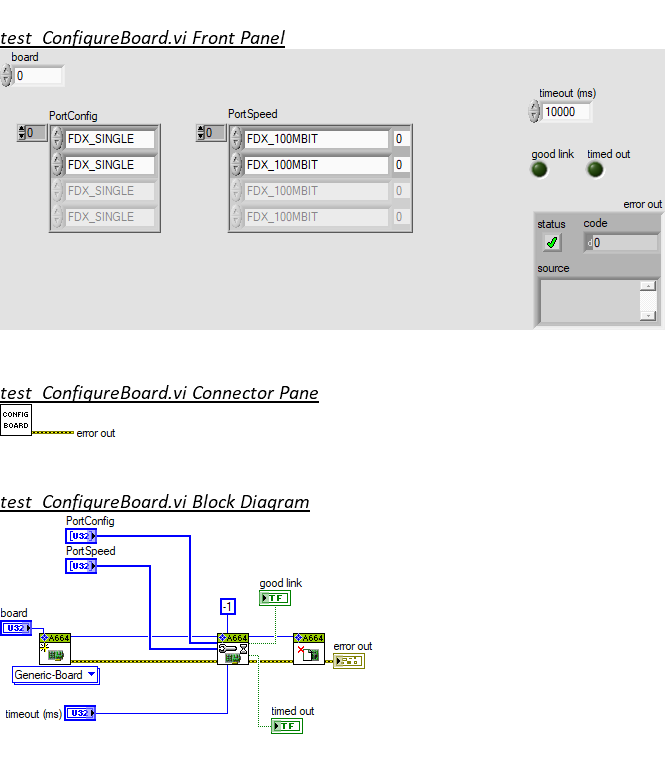 test_ConfigureBoard.vi Front Panel
board
0
timeout (ms)
10000
PortConfig
PortSpeed
0
FDX_SINGLE
0
FDX_100MBIT
0
FDX_SINGLE
FDX_100MBIT
0
FDX_SINGLE
FDX_100MBIT
0
FDX_SINGLE
FDX_100MBIT
0
good link
timed out
error out
status
code
d0
source
test_ConfigureBoard.vi Connector Pane
CONFIG
BOARD
error out
test_ConfigureBoard.vi Block Diagram
PortConfig
[U32]
PortSpeed
[U32]
good link
TF
-1
board
U32
A664
A664
A664
error out
Generic-Board
timeout (ms)
U32
timed out
TF